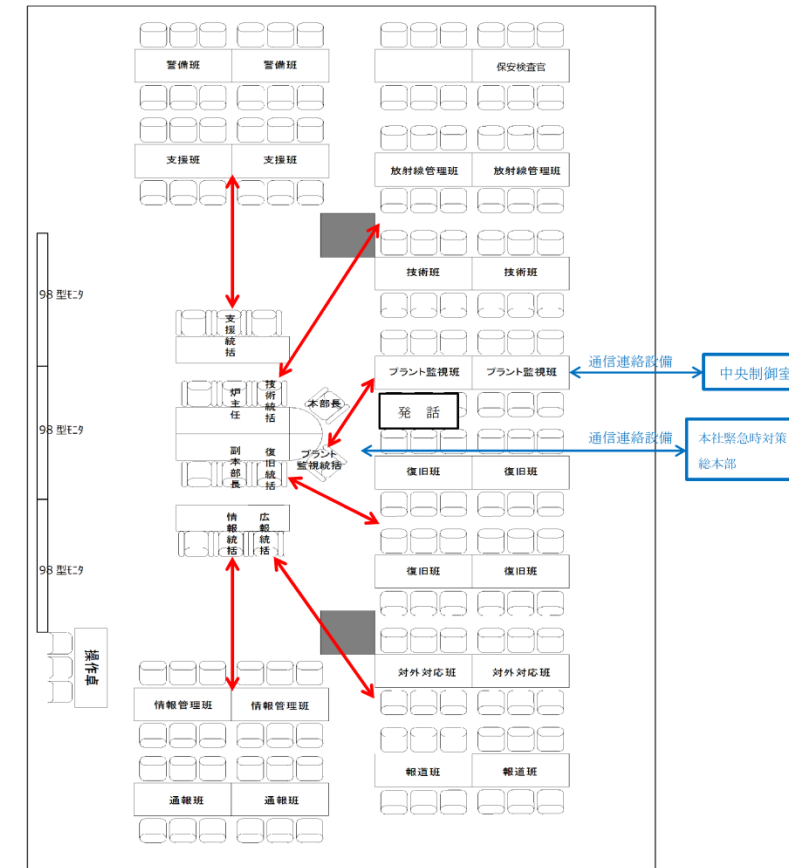 警備班 警備班
保安検査官
支援班 支援班
放射線管理班 放射線管理班
技術班 技術班
98 型モニタ
支援統括
プラント監視班 プラント監視班
通信連絡設備
中央制御室
炉主任
技術統括
本部長
発 話
98 型モニタ
副本部長
復旧統括
プラント
監視統括
通信連絡設備
本社緊急時対策
総本部
復旧班 復旧班
情報統括
広報統括
98 型モニタ
復旧班 復旧班
操作卓
対外対応班 対外対応班
情報管理班 情報管理班
報道班 報道班
通報班 通報班